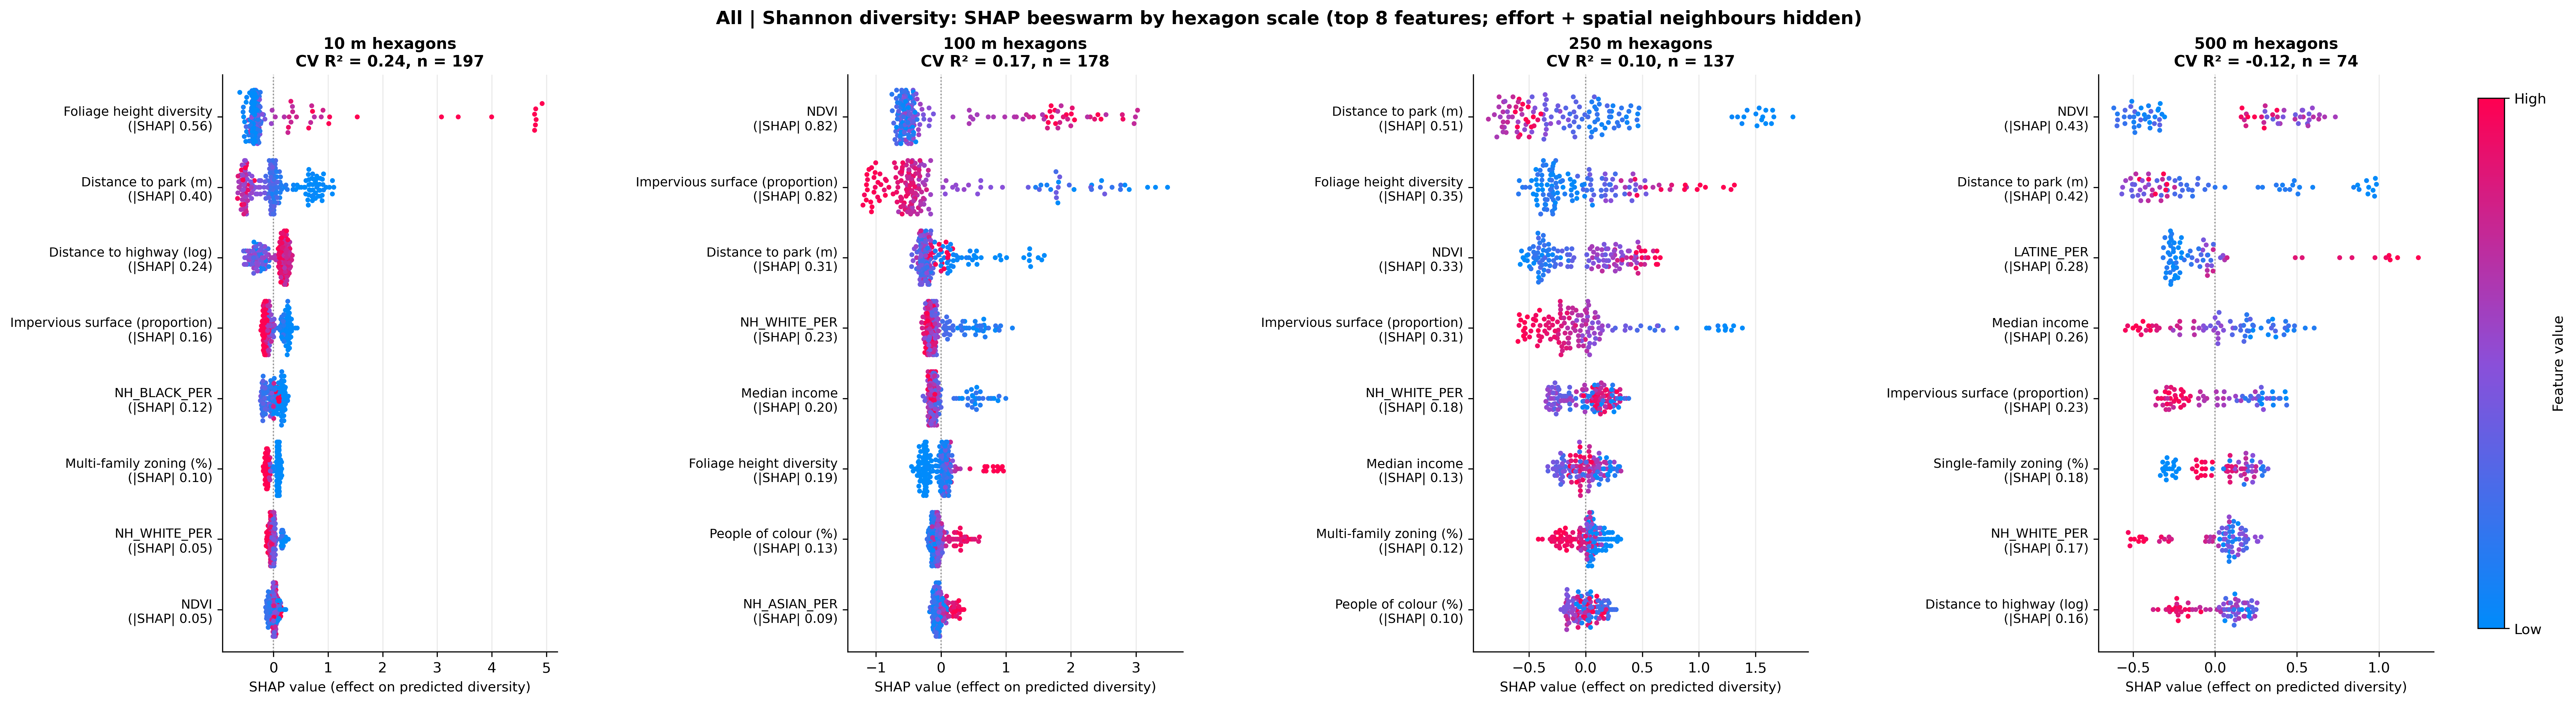 All | Shannon diversity: SHAP beeswarm by hexagon scale (top 8 features; effort + spatial neighbours hidden)
10 m hexagons
CV R² = 0.24, n = 197
Foliage height diversity
(|SHAP| 0.56)
Distance to park (m)
(|SHAP| 0.40)
Distance to highway (log)
(|SHAP| 0.24)
Impervious surface (proportion)
(|SHAP| 0.16)
NH_BLACK_PER
(|SHAP| 0.12)
Multi-family zoning (%)
(|SHAP| 0.10)
NH_WHITE_PER
(|SHAP| 0.05)
NDVI
(|SHAP| 0.05)
0 1 2 3 4 5
SHAP value (effect on predicted diversity)
100 m hexagons
CV R² = 0.17, n = 178
NDVI
(|SHAP| 0.82)
Impervious surface (proportion)
(|SHAP| 0.82)
Distance to park (m)
(|SHAP| 0.31)
NH_WHITE_PER
(|SHAP| 0.23)
Median income
(|SHAP| 0.20)
Foliage height diversity
(|SHAP| 0.19)
People of colour (%)
(|SHAP| 0.13)
NH_ASIAN_PER
(|SHAP| 0.09)
−1 0 1 2 3
SHAP value (effect on predicted diversity)
250 m hexagons
CV R² = 0.10, n = 137
Distance to park (m)
(|SHAP| 0.51)
Foliage height diversity
(|SHAP| 0.35)
NDVI
(|SHAP| 0.33)
Impervious surface (proportion)
(|SHAP| 0.31)
NH_WHITE_PER
(|SHAP| 0.18)
Median income
(|SHAP| 0.13)
Multi-family zoning (%)
(|SHAP| 0.12)
People of colour (%)
(|SHAP| 0.10)
−0.5 0.0 0.5 1.0 1.5
SHAP value (effect on predicted diversity)
500 m hexagons
CV R² = -0.12, n = 74
NDVI
(|SHAP| 0.43)
Distance to park (m)
(|SHAP| 0.42)
LATINE_PER
(|SHAP| 0.28)
Median income
(|SHAP| 0.26)
Impervious surface (proportion)
(|SHAP| 0.23)
Single-family zoning (%)
(|SHAP| 0.18)
NH_WHITE_PER
(|SHAP| 0.17)
Distance to highway (log)
(|SHAP| 0.16)
−0.5 0.0 0.5 1.0
SHAP value (effect on predicted diversity)
High
Low
Feature value